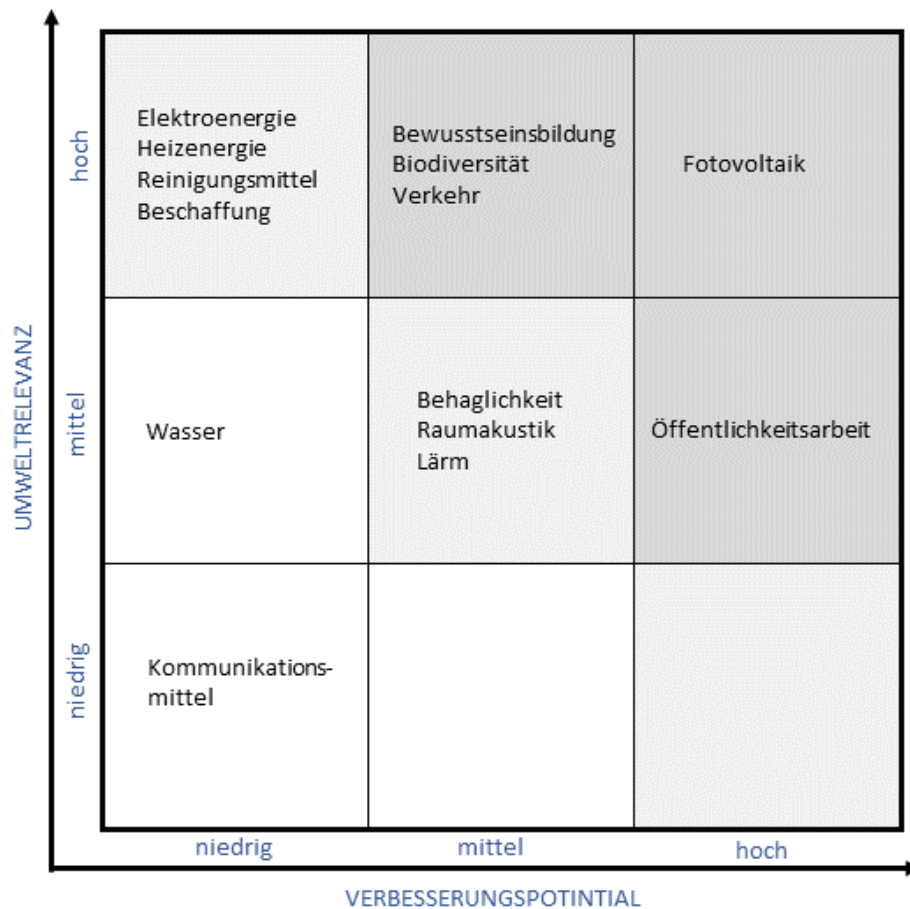 UMWELTRELEVANZ
hoch
Elektroenergie
Heizenergie
Reinigungsmittel
Beschaffung
Bewusstseinsbildung
Biodiversität
Verkehr
Fotovoltaik
mittel
Wasser
Behaglichkeit
Raumakustik
Lärm
Öffentlichkeitsarbeit
niedrig
Kommunikations-
mittel
niedrig
mittel
hoch
VERBESSERUNGSPOTINTIAL